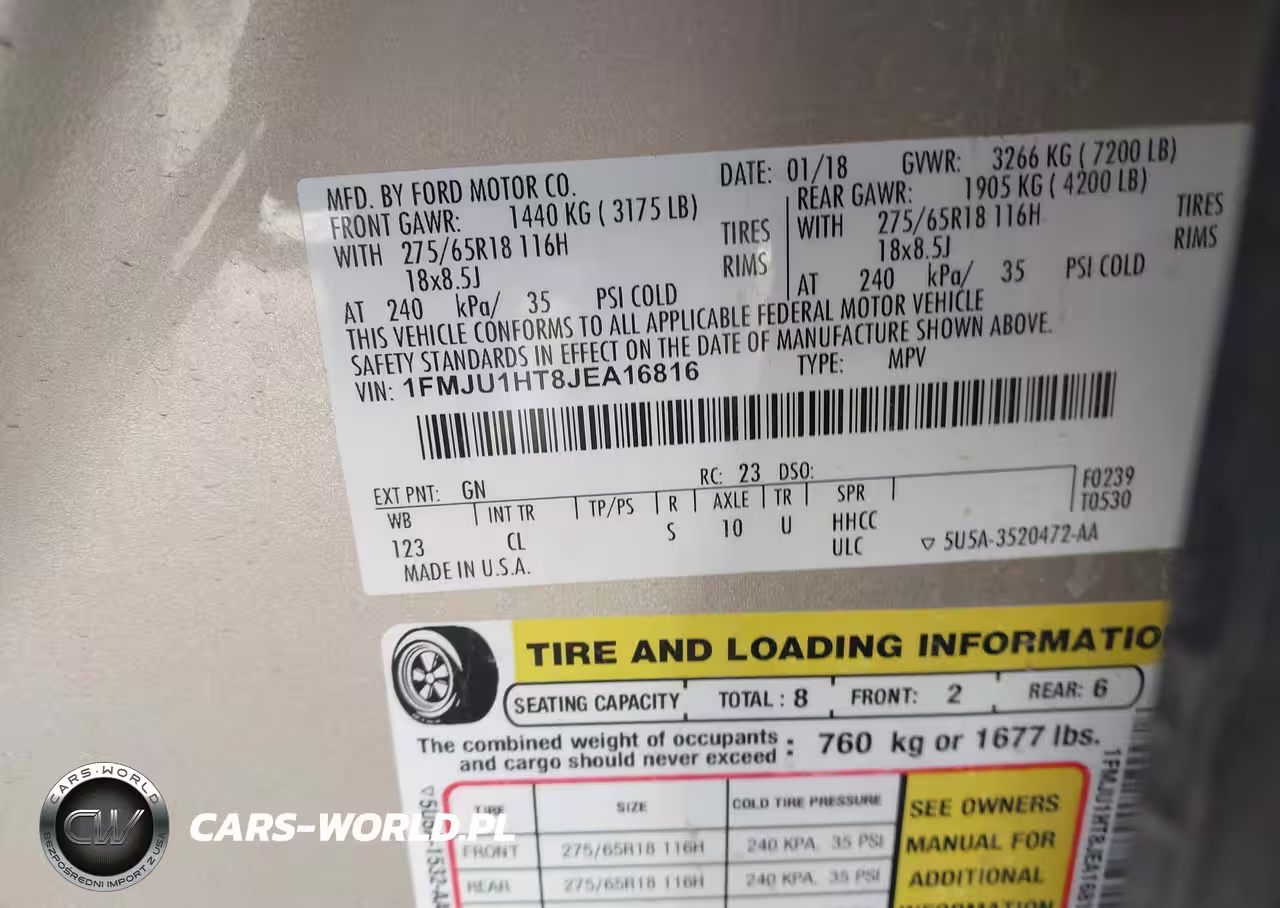 MFD. BY FORD MOTOR CO. DATE: 01/18 GVWR: 3266 KG ( 7200 LB)
FRONT GAWR: 1440 KG ( 3175 LB) REAR GAWR: 1905 KG ( 4200 LB)
WITH 275/65R18 116H TIRES WITH 275/65R18 116H TIRES
18x8.5J RIMS 18x8.5J RIMS
AT 240 kPa/ 35 PSI COLD AT 240 kPa/ 35 PSI COLD
THIS VEHICLE CONFORMS TO ALL APPLICABLE FEDERAL MOTOR VEHICLE
SAFETY STANDARDS IN EFFECT ON THE DATE OF MANUFACTURE SHOWN ABOVE.
VIN: 1FMJU1HT8JEA16816 TYPE: MPV
EXT PNT: GN RC: 23 DSO: F0239
WB INT TR TP/PS R AXLE TR SPR T0530
123 CL S 10 U HHCC
ULC ▽ 5U5A-3520472-AA
MADE IN U.S.A.
TIRE AND LOADING INFORMATIO
SEATING CAPACITY TOTAL : 8 FRONT: 2 REAR: 6
The combined weight of occupants
and cargo should never exceed : 760 kg or 1677 lbs.
TIRE SIZE COLD TIRE PRESSURE
FRONT 275/65R18 116H 240 KPA, 35 PSI
REAR 275/65R18 116H 240 KPA, 35 PSI
SEE OWNERS
MANUAL FOR
ADDITIONAL
INFORMATION
1FMJU1HT8JEA1681
CARS-WORLD
CW
BEZPOŚREDNI IMPORT Z USA
CARS-WORLD.PL